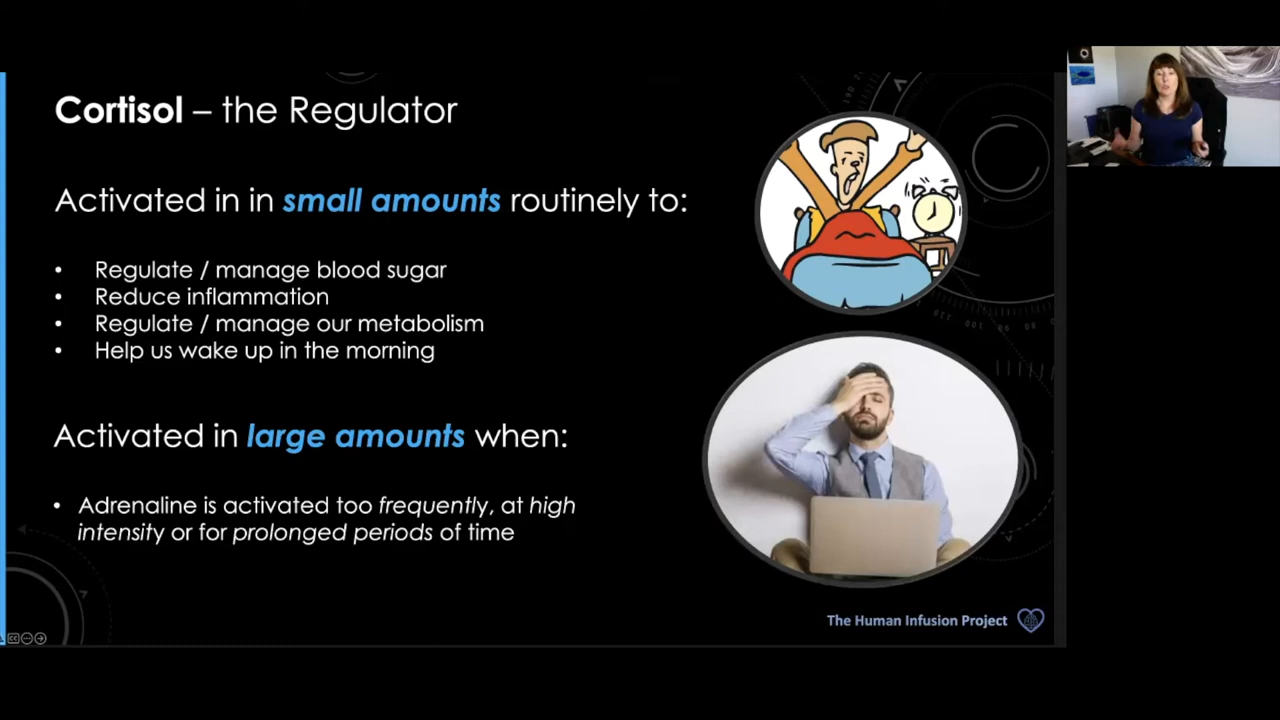 Cortisol – the Regulator
Activated in in small amounts routinely to:
• Regulate / manage blood sugar
• Reduce inflammation
• Regulate / manage our metabolism
• Help us wake up in the morning
Activated in large amounts when:
• Adrenaline is activated too frequently, at high
intensity or for prolonged periods of time
The Human Infusion Project